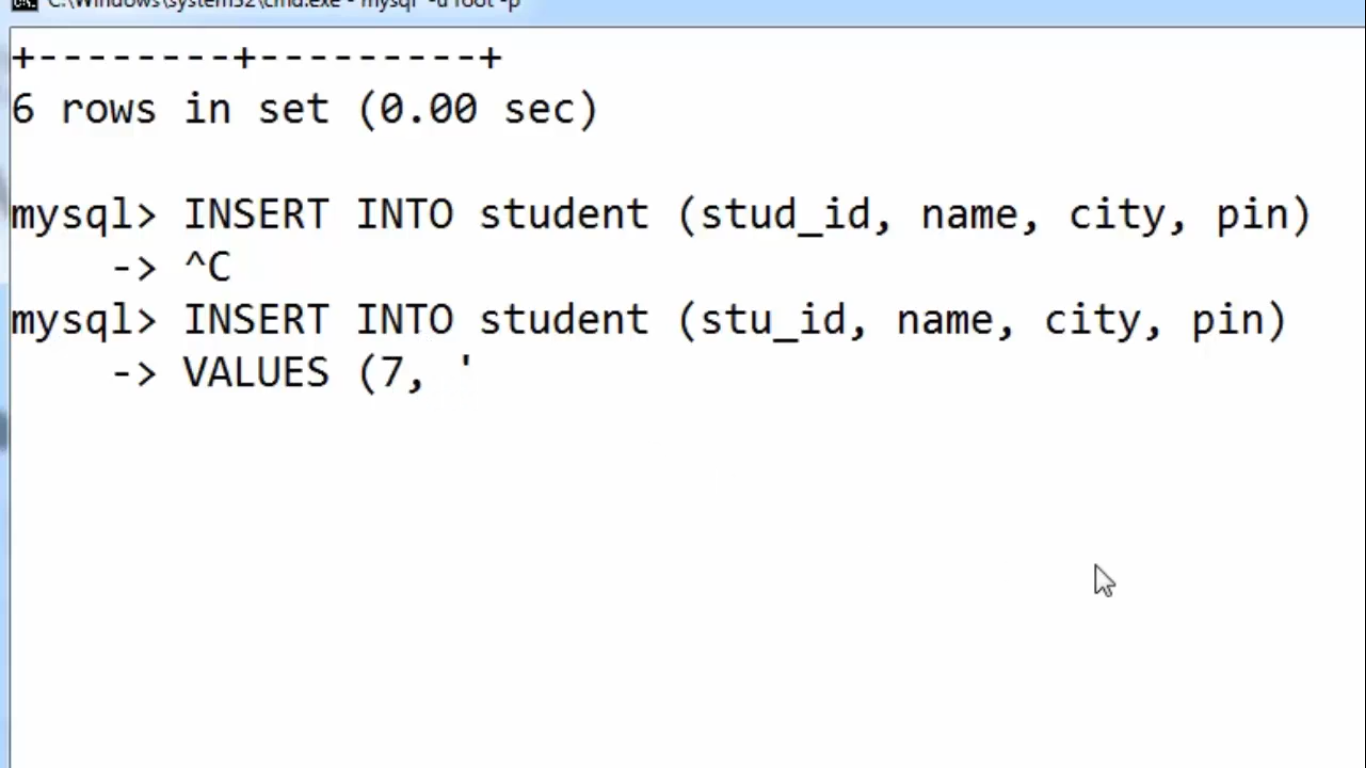 C:\Windows\system32\cmd.exe - mysql -u root -p
+--------+---------+
6 rows in set (0.00 sec)
mysql> INSERT INTO student (stud_id, name, city, pin)
-> ^C
mysql> INSERT INTO student (stu_id, name, city, pin)
-> VALUES (7, '